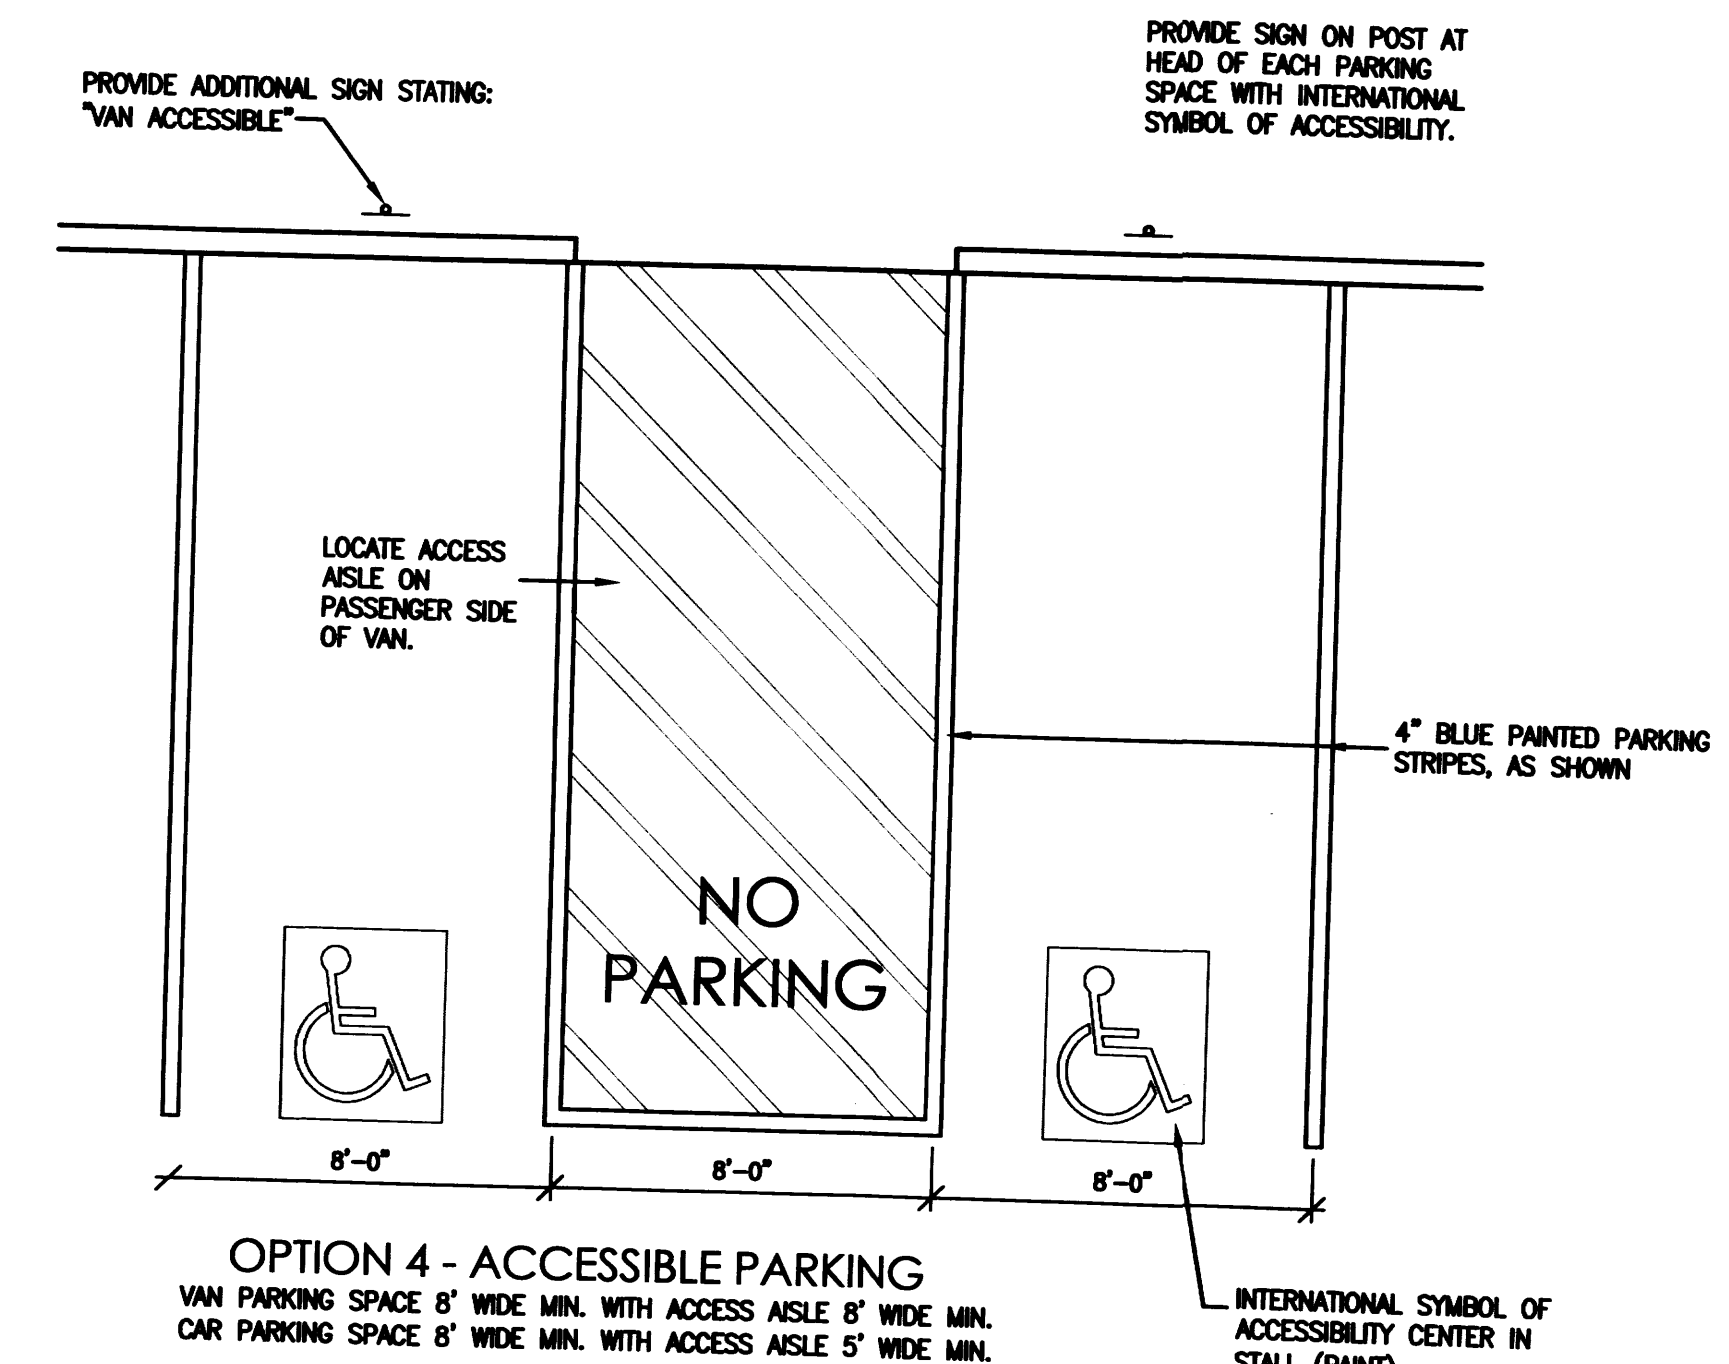 PROVIDE SIGN ON POST AT
HEAD OF EACH PARKING
SPACE WITH INTERNATIONAL
SYMBOL OF ACCESSIBILITY.
PROVIDE ADDITIONAL SIGN STATING:
"VAN ACCESSIBLE"
LOCATE ACCESS
AISLE ON
PASSENGER SIDE
OF VAN.
4" BLUE PAINTED PARKING
STRIPES, AS SHOWN
NO
PARKING
8'-0"
8'-0"
8'-0"
OPTION 4 - ACCESSIBLE PARKING
VAN PARKING SPACE 8' WIDE MIN. WITH ACCESS AISLE 8' WIDE MIN.
CAR PARKING SPACE 8' WIDE MIN. WITH ACCESS AISLE 5' WIDE MIN.
INTERNATIONAL SYMBOL OF
ACCESSIBILITY CENTER IN
STALL (PAINT)